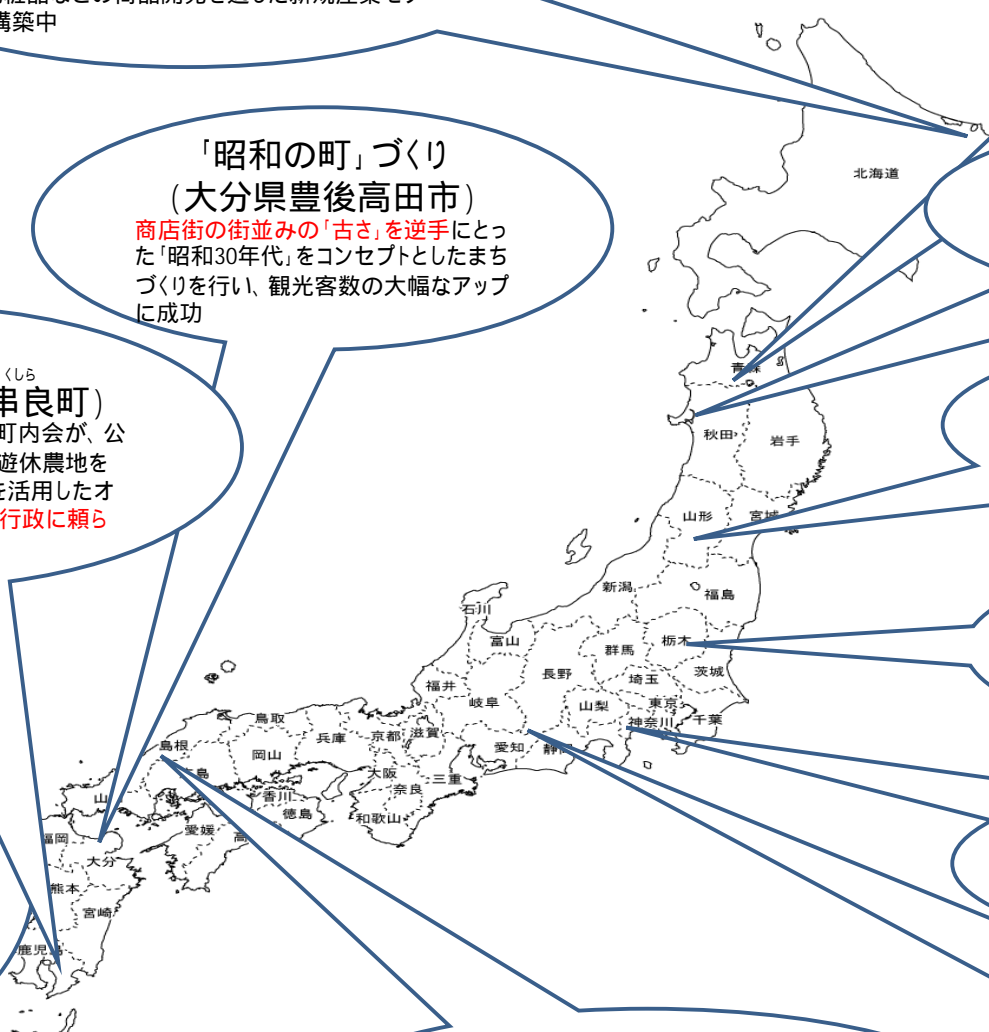 構築中
「昭和の町」づくり
(大分県豊後高田市)
商店街の街並みの「古さ」を逆手にとっ
た「昭和30年代」をコンセプトとしたまち
づくりを行い、観光客数の大幅なアップ
に成功
くしら
串良町)
町内会が、公
遊休農地を
を活用したオ
行政に頼ら
北海道
青森
秋田
岩手
山形
宮城
新潟
福島
石川
富山
群馬
栃木
長野
茨城
福井
埼玉
岐阜
山梨
東京
神奈川
千葉
鳥取
兵庫
京都
滋賀
愛知
静岡
島根
岡山
島
大阪
三重
奈良
香川
徳島
和歌山
山
愛媛
高
福岡
大分
熊本
宮崎
鹿児島